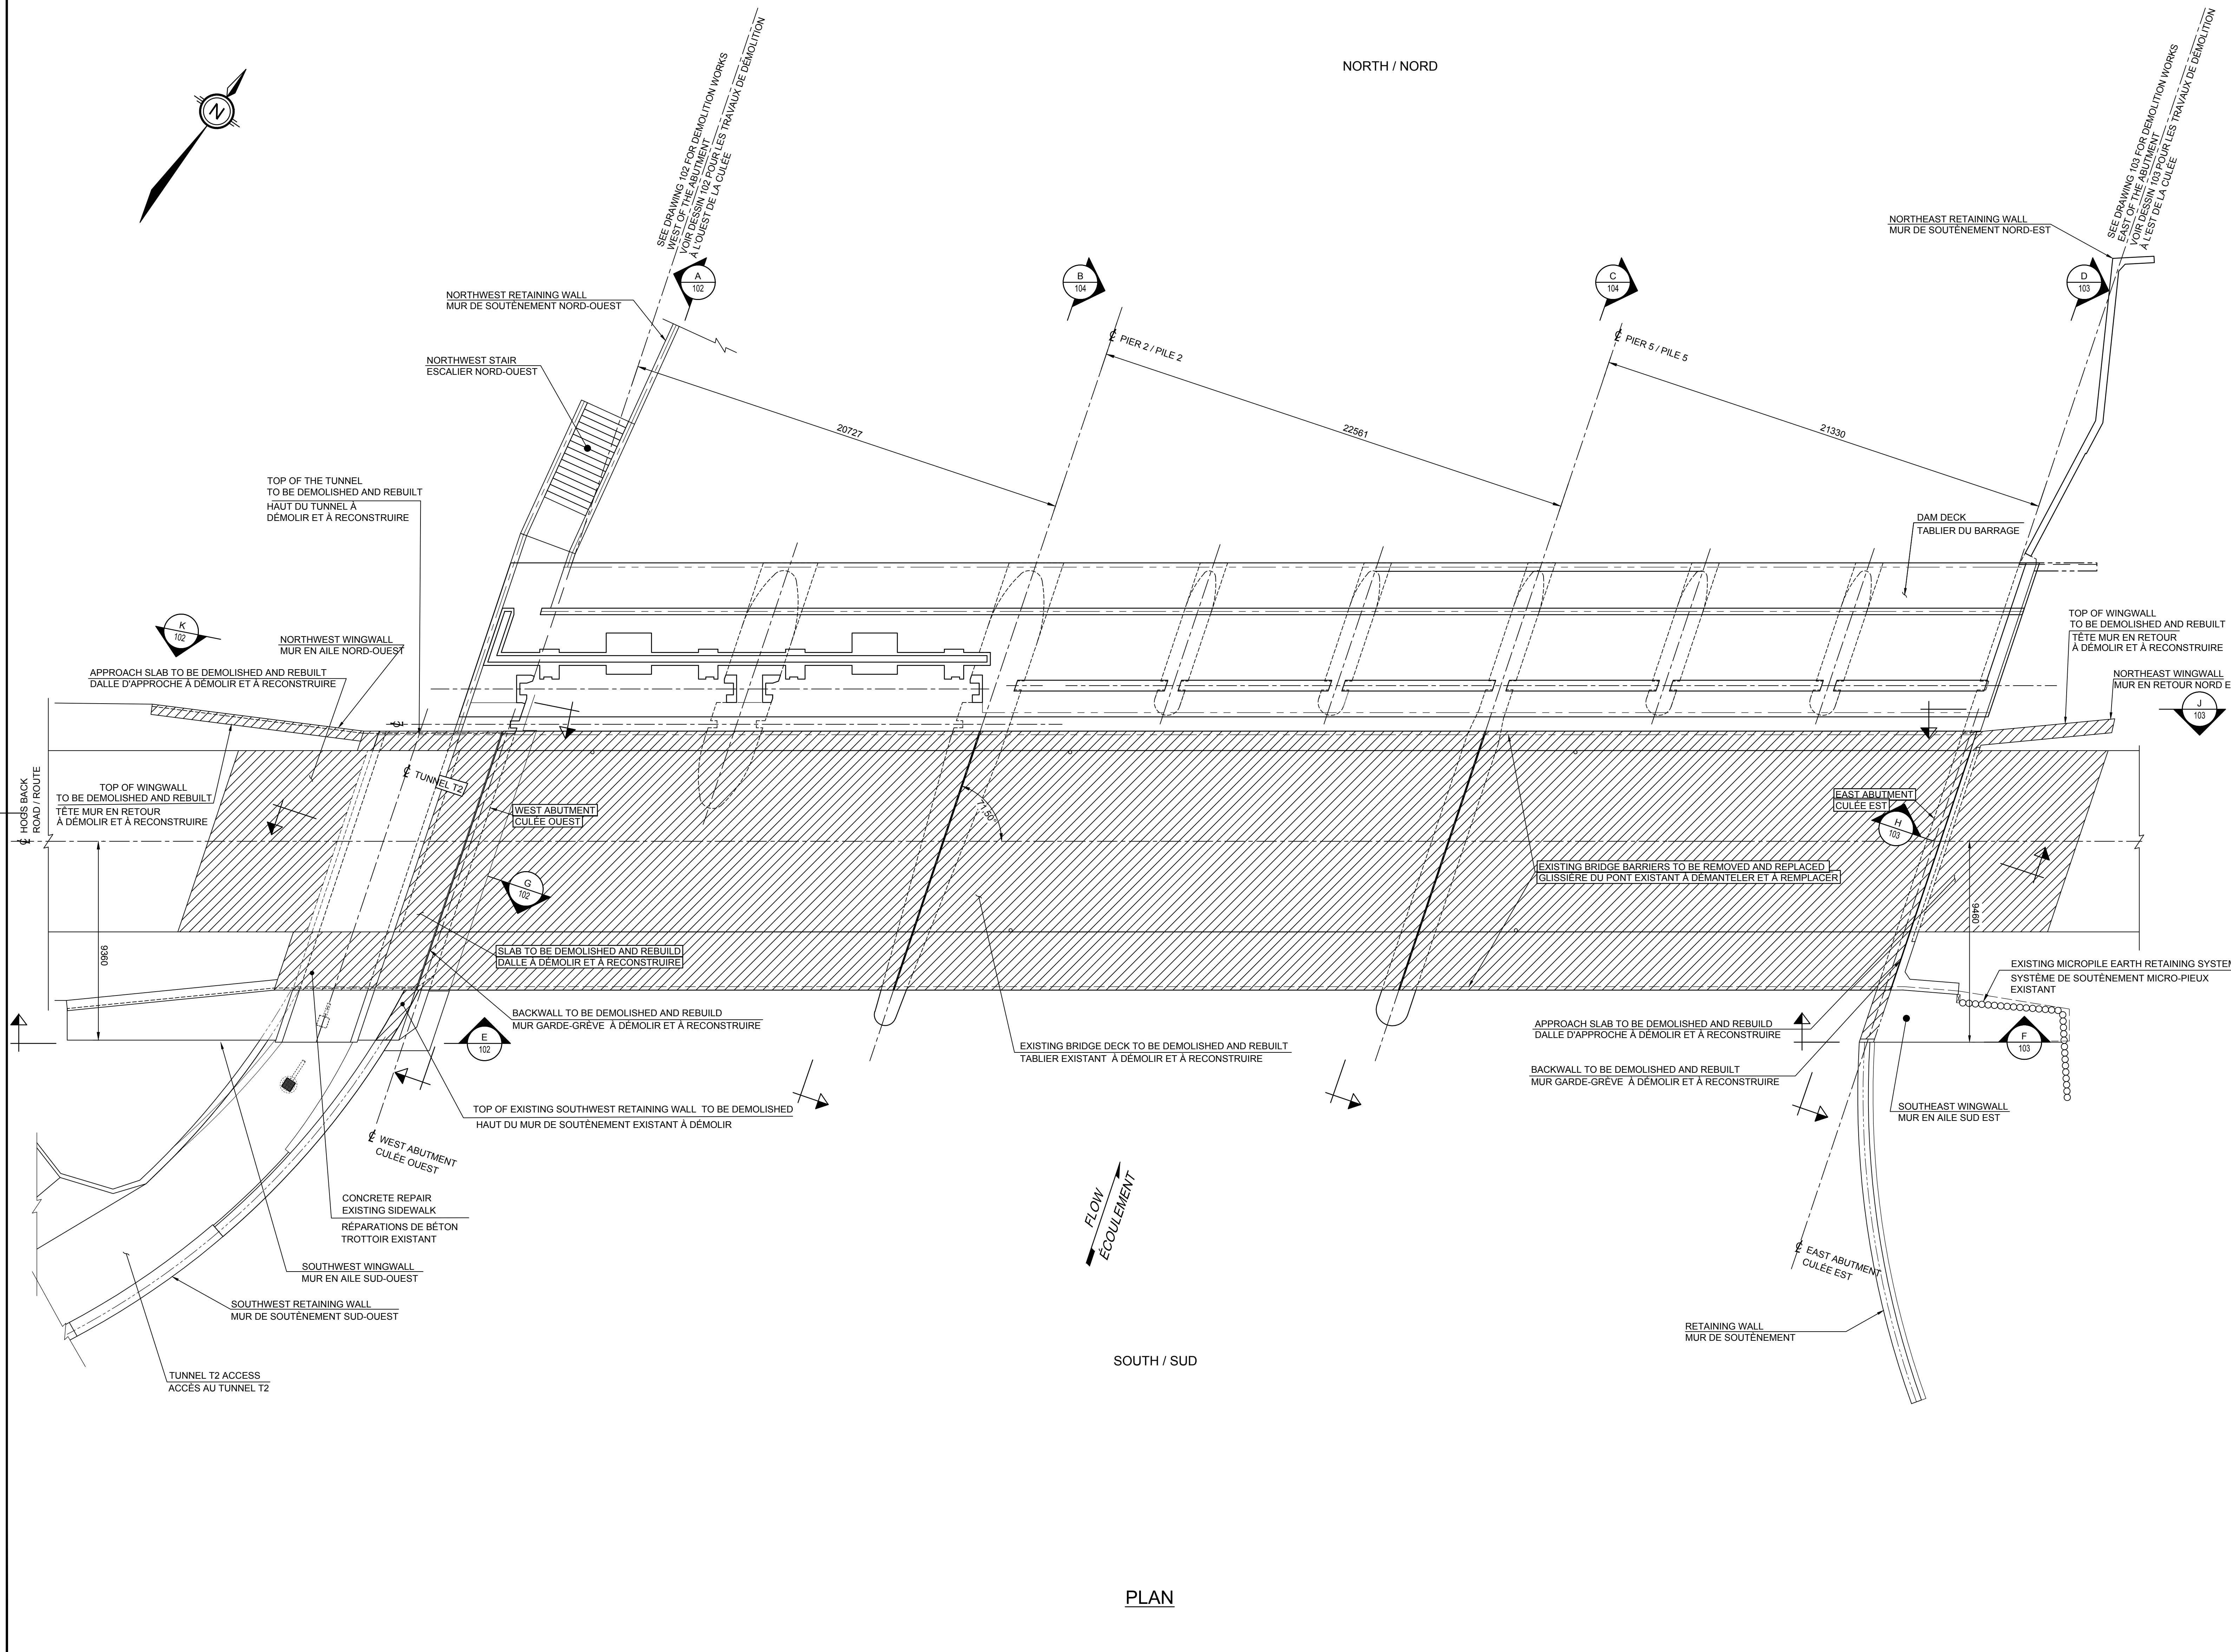 NORTH / NORD
N
SEE DRAWING 102 FOR DEMOLITION WORKS
WEST OF THE ABUTMENT
VOIR DESSIN 102 POUR LES TRAVAUX DE DÉMOLITION
À L'OUEST DE LA CULÉE
SEE DRAWING 103 FOR DEMOLITION WORKS
EAST OF THE ABUTMENT
VOIR DESSIN 103 POUR LES TRAVAUX DE DÉMOLITION
À L'EST DE LA CULÉE
NORTHEAST RETAINING WALL
MUR DE SOUTÈNEMENT NORD-EST
A
102
B
104
C
104
D
103
NORTHWEST RETAINING WALL
MUR DE SOUTÈNEMENT NORD-OUEST
NORTHWEST STAIR
ESCALIER NORD-OUEST
℄ PIER 2 / PILE 2
℄ PIER 5 / PILE 5
20727
22561
21330
TOP OF THE TUNNEL
TO BE DEMOLISHED AND REBUILT
HAUT DU TUNNEL À
DÉMOLIR ET À RECONSTRUIRE
DAM DECK
TABLIER DU BARRAGE
K
102
NORTHWEST WINGWALL
MUR EN AILE NORD-OUEST
APPROACH SLAB TO BE DEMOLISHED AND REBUILT
DALLE D'APPROCHE À DÉMOLIR ET À RECONSTRUIRE
TOP OF WINGWALL
TO BE DEMOLISHED AND REBUILT
TÊTE MUR EN RETOUR
À DÉMOLIR ET À RECONSTRUIRE
NORTHEAST WINGWALL
MUR EN RETOUR NORD E
J
103
℄ HOGS BACK
ROAD / ROUTE
TOP OF WINGWALL
TO BE DEMOLISHED AND REBUILT
TÊTE MUR EN RETOUR
À DÉMOLIR ET À RECONSTRUIRE
℄
℄ TUNNEL T2
WEST ABUTMENT
CULÉE OUEST
71.50°
EAST ABUTMENT
CULÉE EST
H
103
G
102
EXISTING BRIDGE BARRIERS TO BE REMOVED AND REPLACED
GLISSIÈRE DU PONT EXISTANT À DÉMANTELER ET À REMPLACER
9360
9460
SLAB TO BE DEMOLISHED AND REBUILD
DALLE À DÉMOLIR ET À RECONSTRUIRE
EXISTING MICROPILE EARTH RETAINING SYSTEM
SYSTÈME DE SOUTÈNEMENT MICRO-PIEUX
EXISTANT
BACKWALL TO BE DEMOLISHED AND REBUILD
MUR GARDE-GRÈVE À DÉMOLIR ET À RECONSTRUIRE
E
102
EXISTING BRIDGE DECK TO BE DEMOLISHED AND REBUILT
TABLIER EXISTANT À DÉMOLIR ET À RECONSTRUIRE
APPROACH SLAB TO BE DEMOLISHED AND REBUILD
DALLE D'APPROCHE À DÉMOLIR ET À RECONSTRUIRE
F
103
BACKWALL TO BE DEMOLISHED AND REBUILT
MUR GARDE-GRÈVE À DÉMOLIR ET À RECONSTRUIRE
TOP OF EXISTING SOUTHWEST RETAINING WALL TO BE DEMOLISHED
HAUT DU MUR DE SOUTÈNEMENT EXISTANT À DÉMOLIR
SOUTHEAST WINGWALL
MUR EN AILE SUD EST
℄ WEST ABUTMENT
CULÉE OUEST
CONCRETE REPAIR
EXISTING SIDEWALK
RÉPARATIONS DE BÉTON
TROTTOIR EXISTANT
FLOW
ÉCOULEMENT
℄ EAST ABUTMENT
CULÉE EST
SOUTHWEST WINGWALL
MUR EN AILE SUD-OUEST
SOUTHWEST RETAINING WALL
MUR DE SOUTÈNEMENT SUD-OUEST
RETAINING WALL
MUR DE SOUTÈNEMENT
SOUTH / SUD
TUNNEL T2 ACCESS
ACCÈS AU TUNNEL T2
PLAN